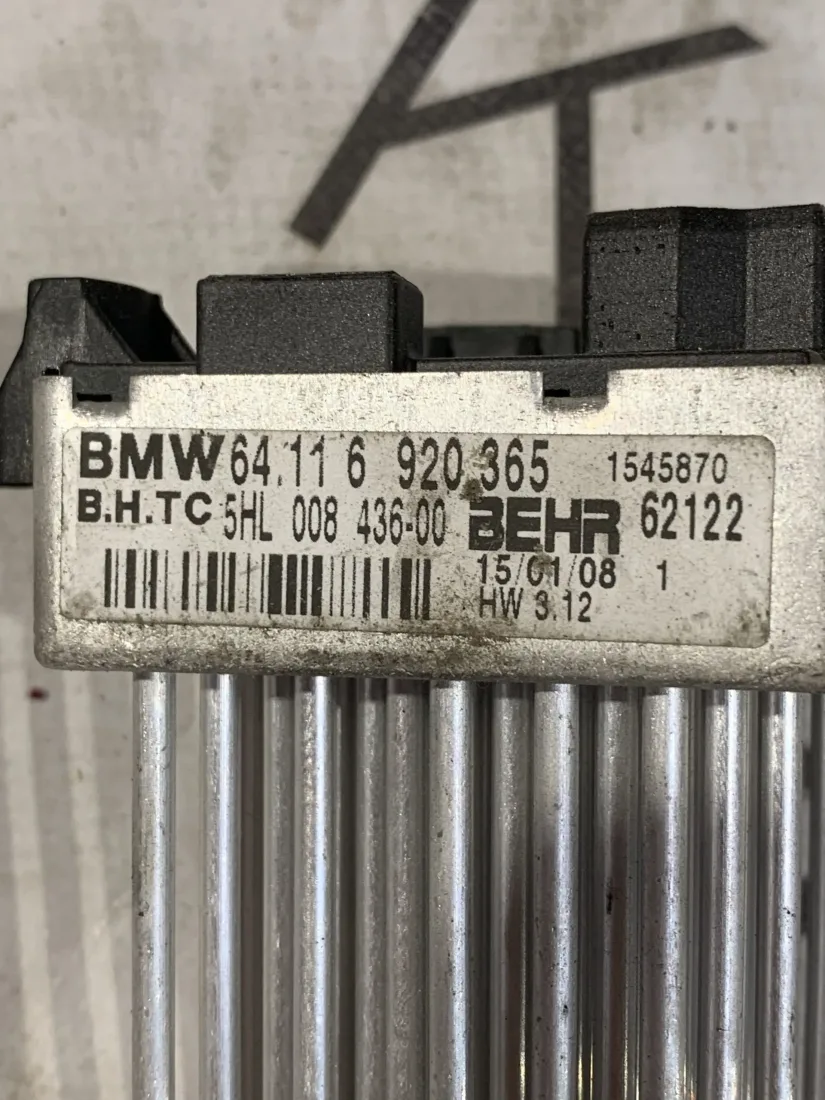 BMW 64.11 6 920 365 1545870
B.H.TC 5HL 008 436-00 BEHR 62122
15/01/08 1
HW 3.12